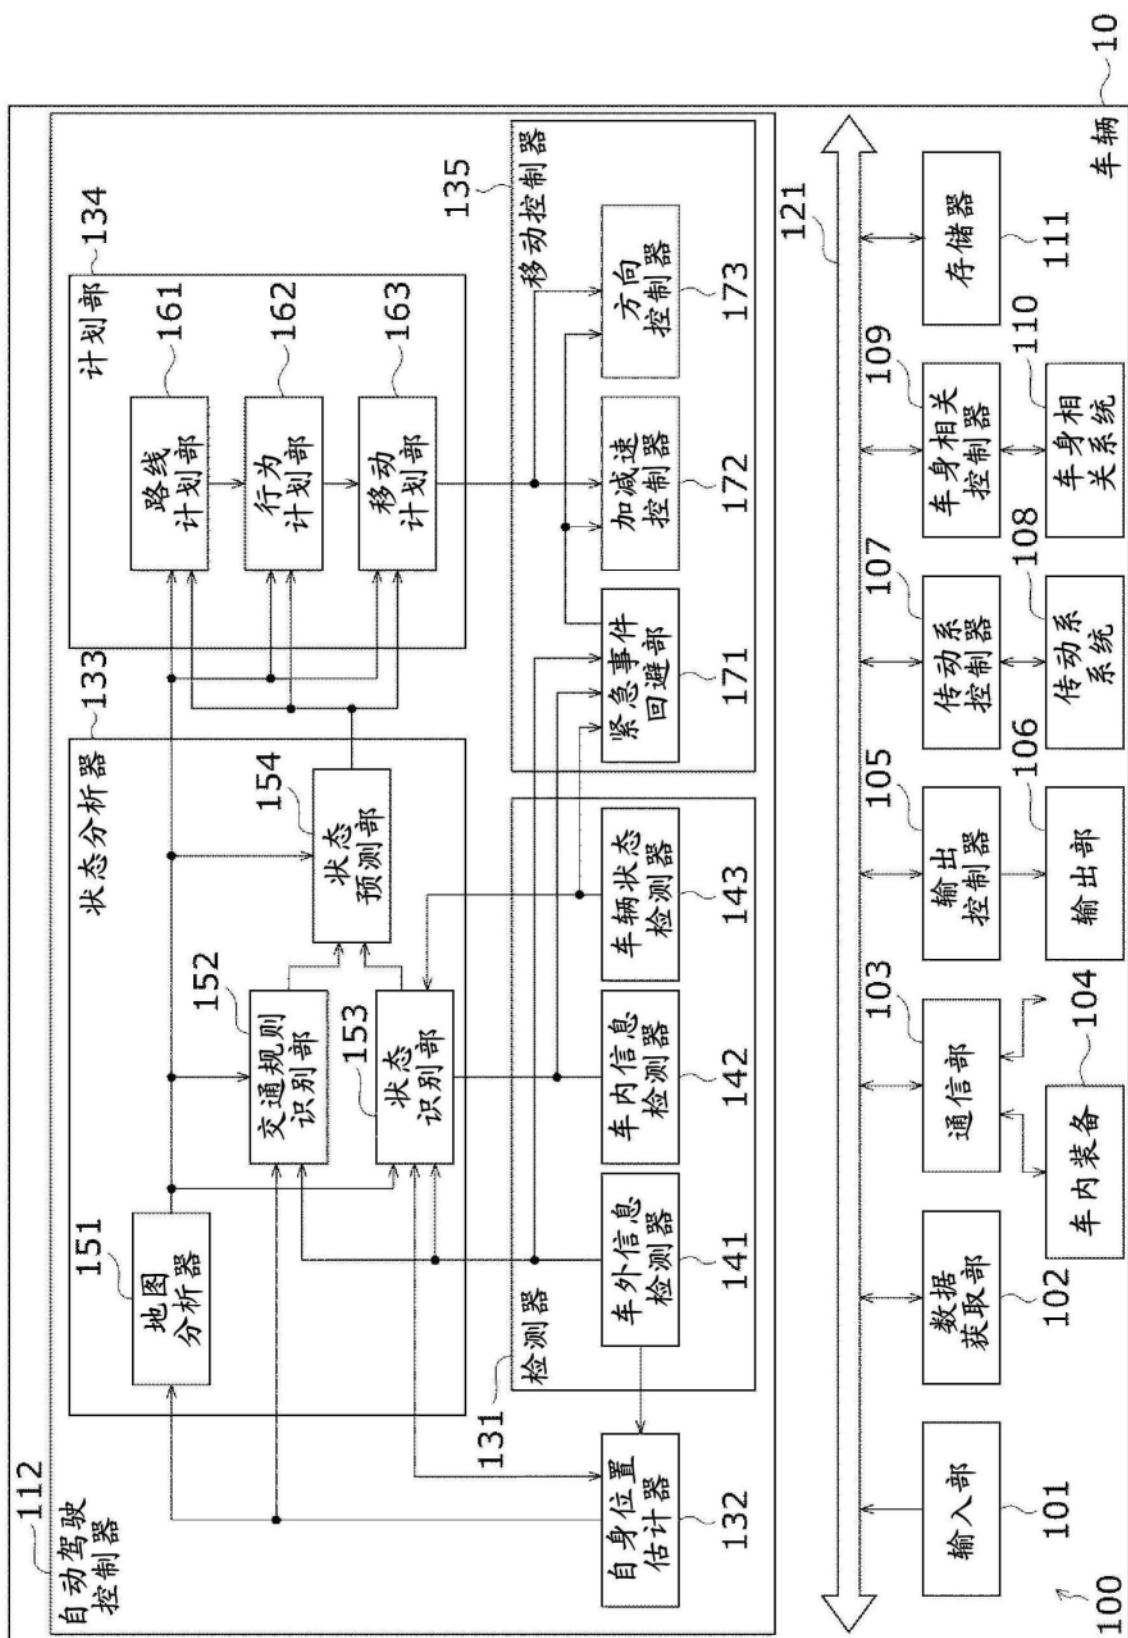 112
自动驾驶
控制器
133
状态分析器
151
地图
分析器
152
交通规则
识别部
153
状态
识别部
154
状态
预测部
134
计划部
161
路线
计划部
162
行为
计划部
163
移动
计划部
132
自身位置
估计器
131
检测器
141
车外信息
检测器
142
车内信息
检测器
143
车辆状态
检测器
135
移动控制器
171
紧急事件
回避部
172
加减速
控制器
173
方向
控制器
121
101
输入部
102
数据
获取部
103
通信部
104
车内装备
105
输出
控制器
106
输出部
107
传动系
控制器
108
传动系
系统
109
车身相关
控制器
110
车身相
关系统
111
存储器
100
车辆
10